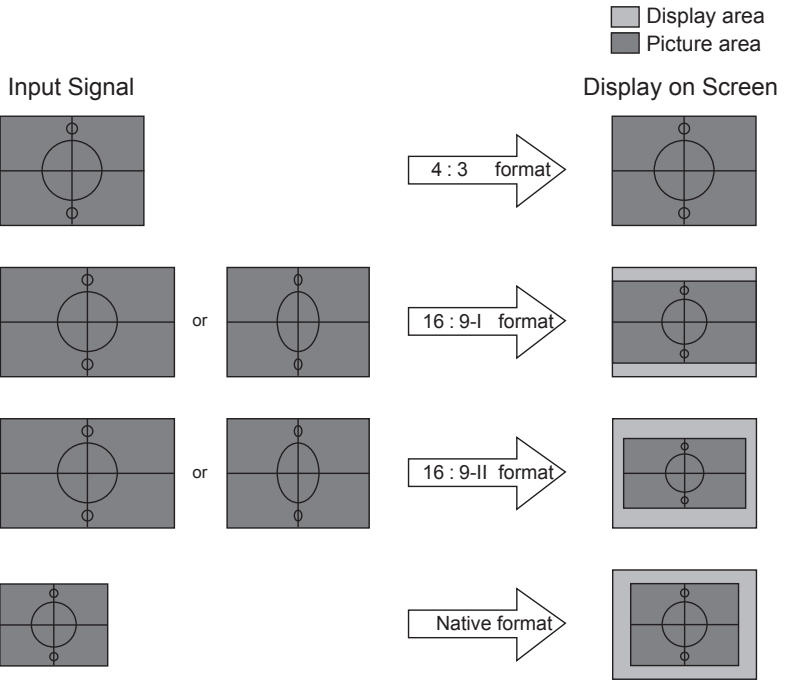 Display area
Picture area
Input Signal
Display on Screen
4 : 3 format
or
16 : 9-I format
or
16 : 9-II format
Native format